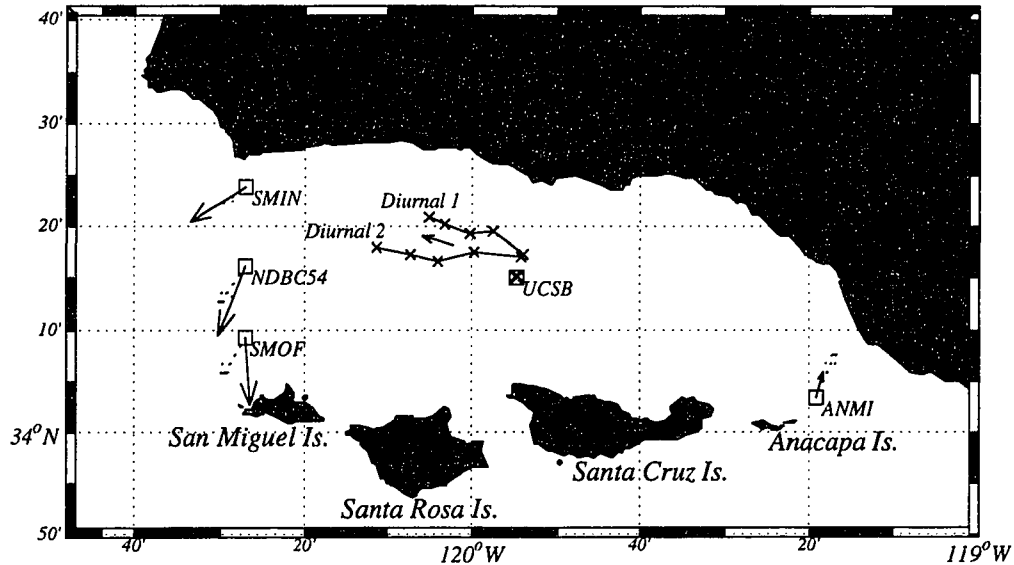 40'
30'
SMIN
Diurnal 1
20'
Diurnal 2
NDBC54
UCSB
10'
SMOF
ANMI
34°N
San Miguel Is.
Anacapa Is.
Santa Cruz Is.
Santa Rosa Is.
50'
40'
20'
120°W
40'
20'
119°W